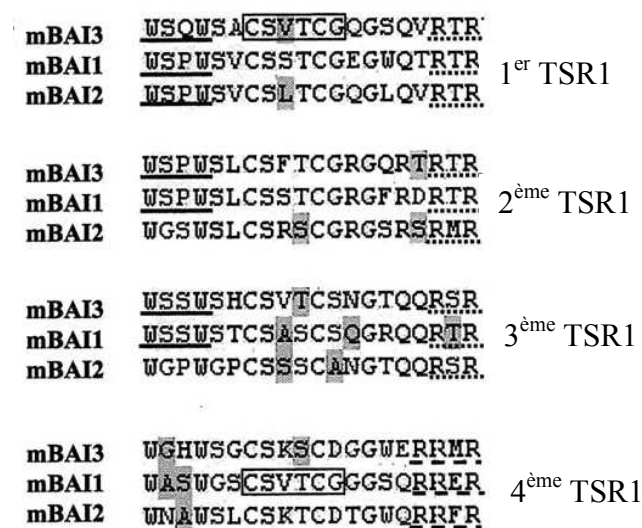 mBAI3 WSQWSACSVTCGQGSQVRTR
mBAI1 WSPWSVCSSTCGEGWQTRTR
mBAI2 WSPWSVCSLTCGQGLQVRTR
1er TSR1
mBAI3 WSPWSLCSFTCGRGQRTRTR
mBAI1 WSPWSLCSSTCGRGFRDRTR
mBAI2 WGSWSLCSRSCGRGSRSRMR
2ème TSR1
mBAI3 WSSWSHCSVTCSNGTQQRSR
mBAI1 WSSWSTCSASCSQGRQQRTR
mBAI2 WGPWGPCSSSCANGTQQRSR
3ème TSR1
mBAI3 WGHWSGCSKSCDGGWERRMR
mBAI1 WASWGSCSVTCGGGSQRRER
mBAI2 WNAWSLCSKTCDTGWQRRFR
4ème TSR1